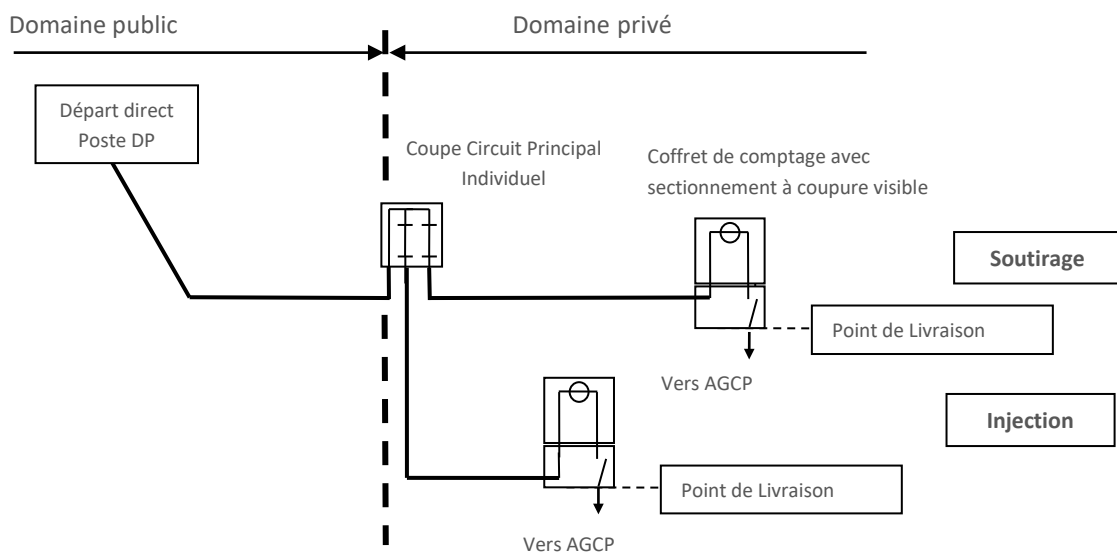 Domaine public
Domaine privé
Départ direct
Poste DP
Coupe Circuit Principal
Individuel
Coffret de comptage avec
sectionnement à coupure visible
Soutirage
Point de Livraison
Vers AGCP
Injection
Point de Livraison
Vers AGCP